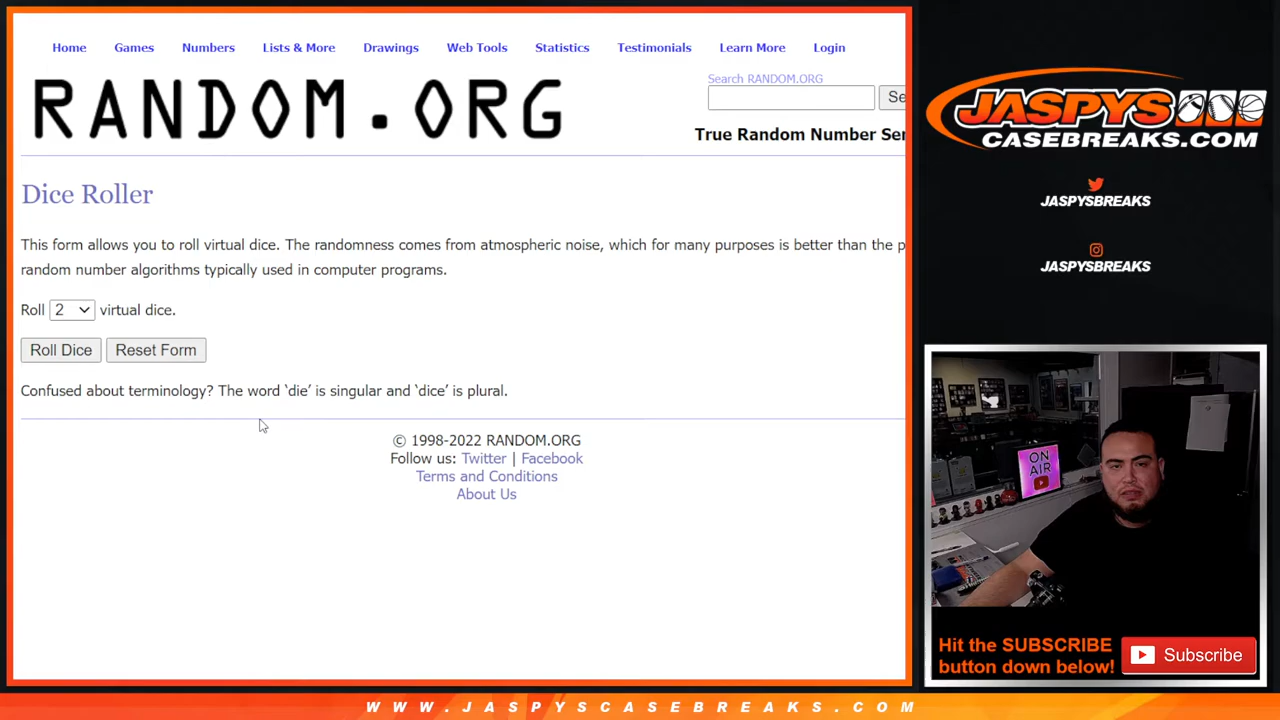 Home Games Numbers Lists & More Drawings Web Tools Statistics Testimonials Learn More Login
RANDOM.ORG
Search RANDOM.ORG
Se
True Random Number Ser
Dice Roller
This form allows you to roll virtual dice. The randomness comes from atmospheric noise, which for many purposes is better than the p
random number algorithms typically used in computer programs.
Roll 2 virtual dice.
Roll Dice Reset Form
Confused about terminology? The word ‘die’ is singular and ‘dice’ is plural.
© 1998-2022 RANDOM.ORG
Follow us: Twitter | Facebook
Terms and Conditions
About Us
JASPYS
CASEBREAKS.COM
JASPYSBREAKS
JASPYSBREAKS
ON
AIR
Hit the SUBSCRIBE
button down below!
Subscribe
WWW.JASPYSCASEBREAKS.COM